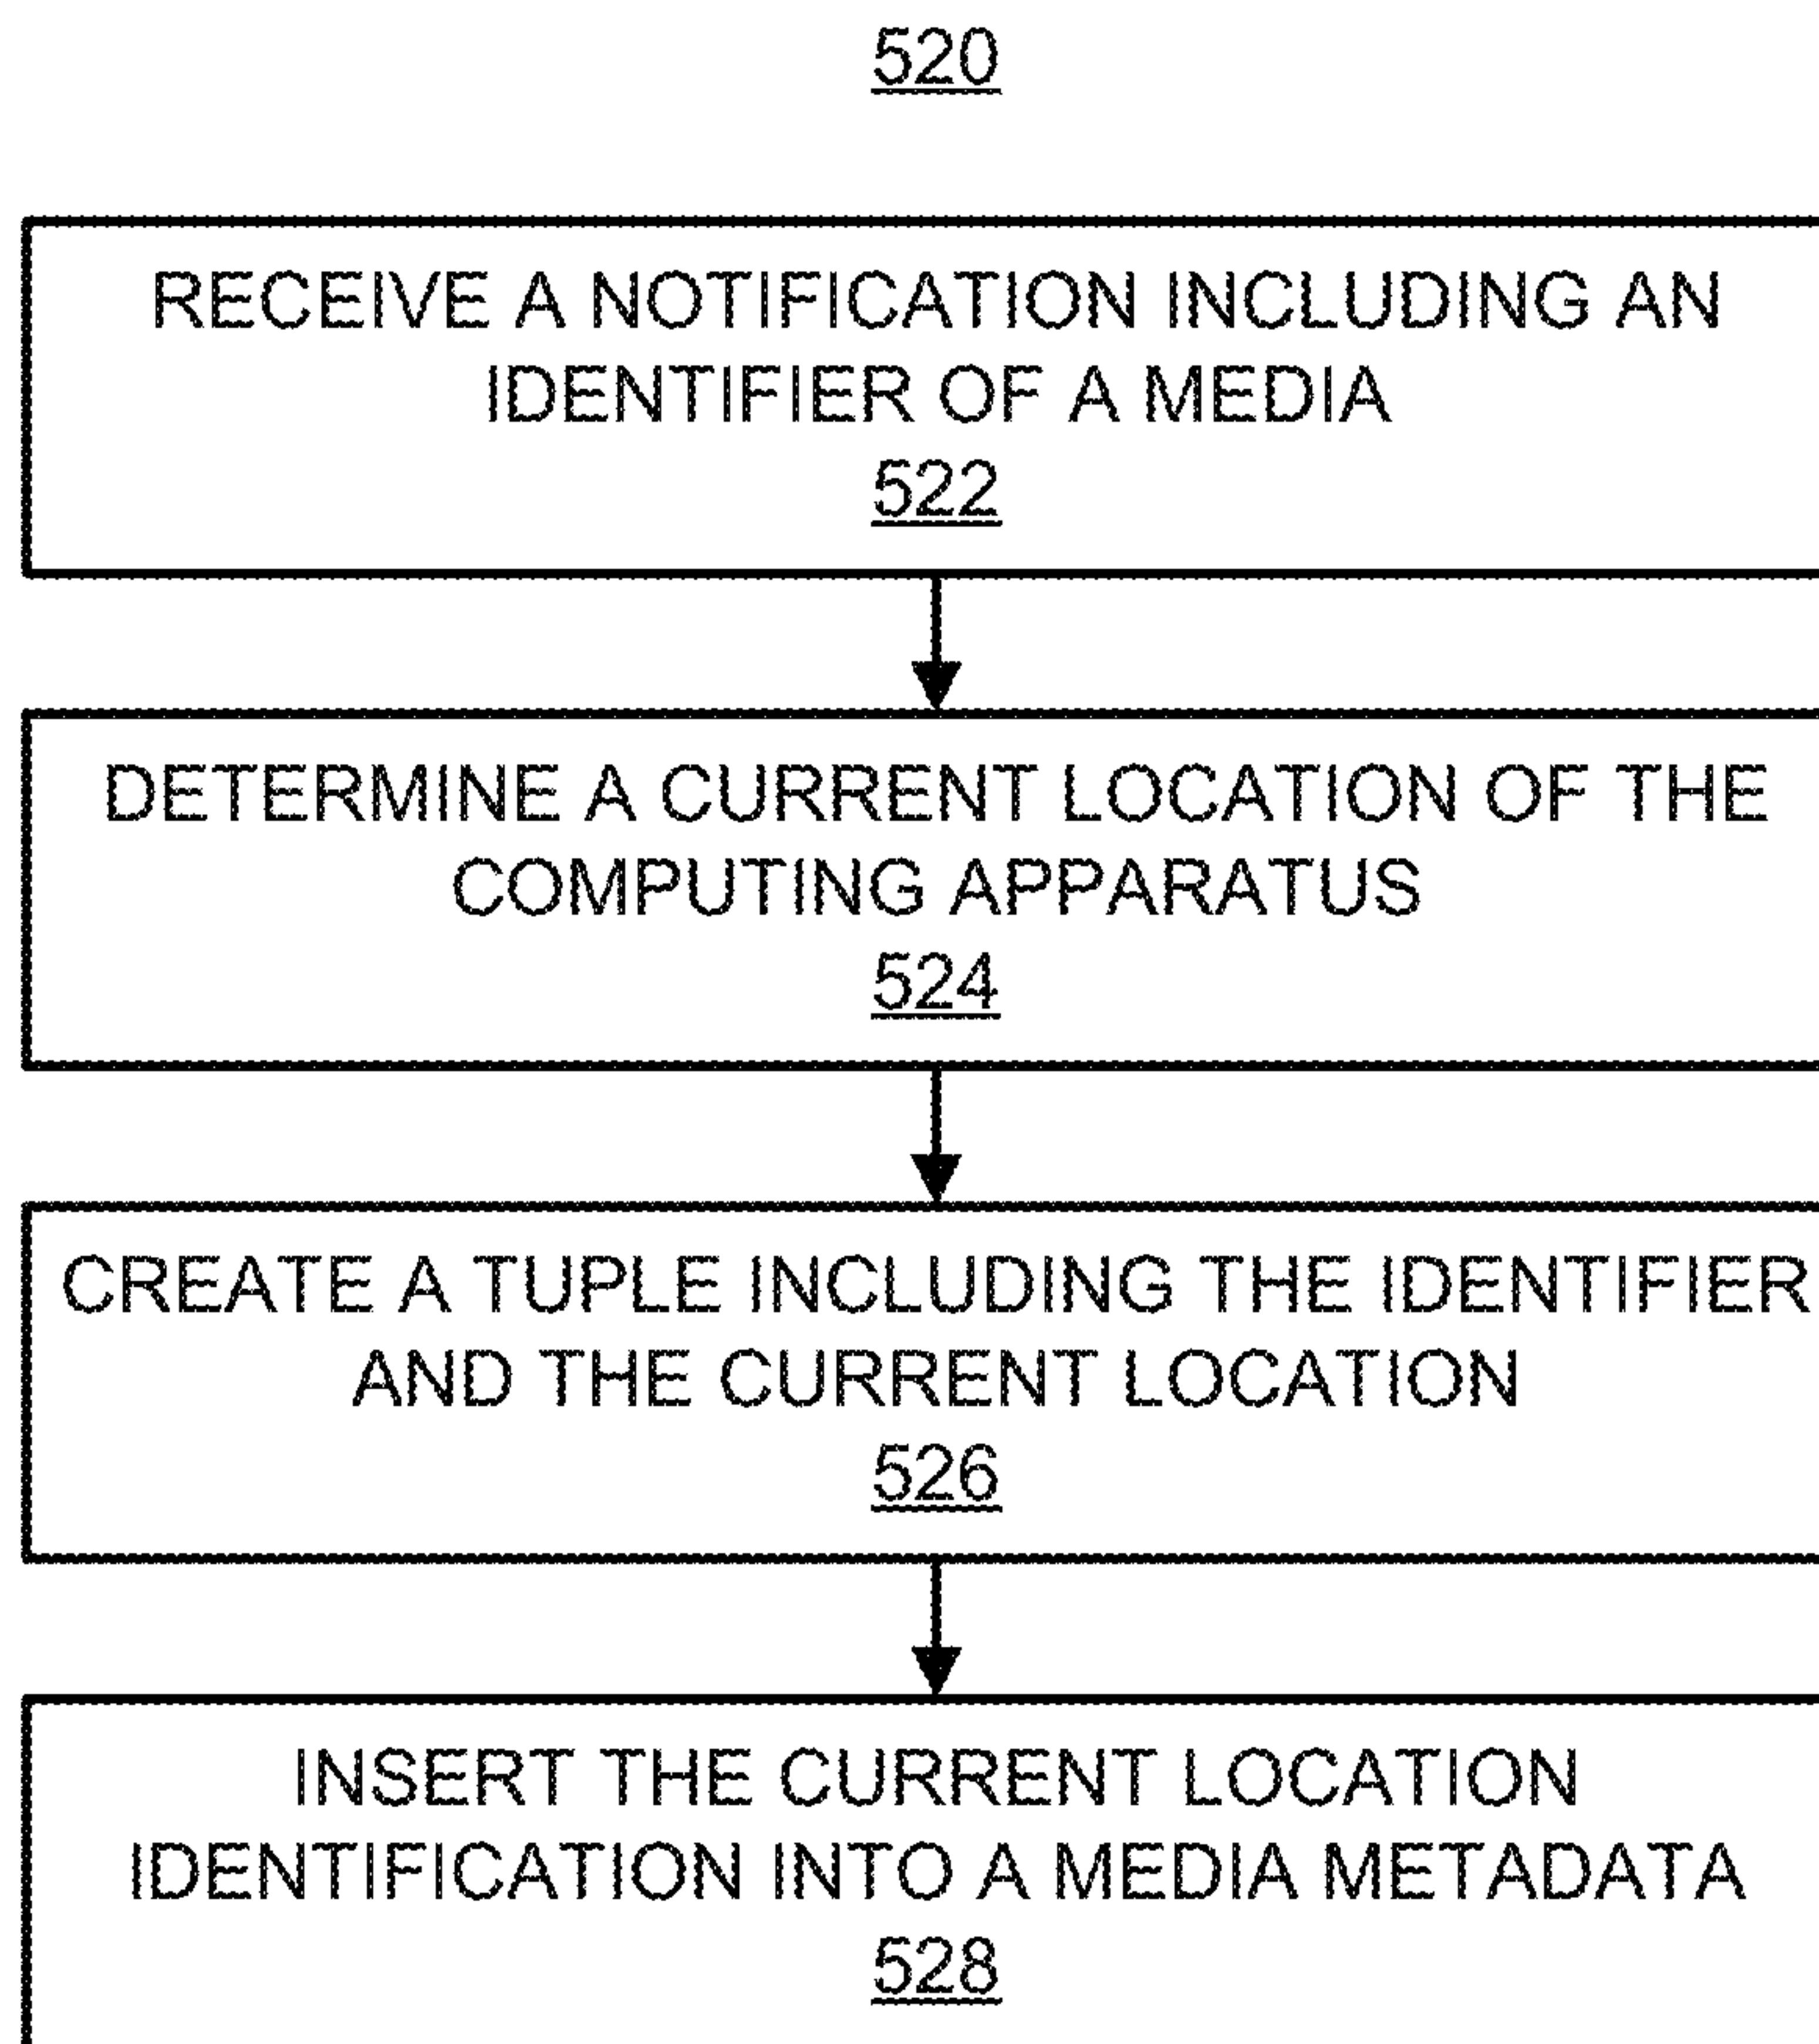 520
RECEIVE A NOTIFICATION INCLUDING AN
IDENTIFIER OF A MEDIA
522
DETERMINE A CURRENT LOCATION OF THE
COMPUTING APPARATUS
524
CREATE A TUPLE INCLUDING THE IDENTIFIER
AND THE CURRENT LOCATION
526
INSERT THE CURRENT LOCATION
IDENTIFICATION INTO A MEDIA METADATA
528